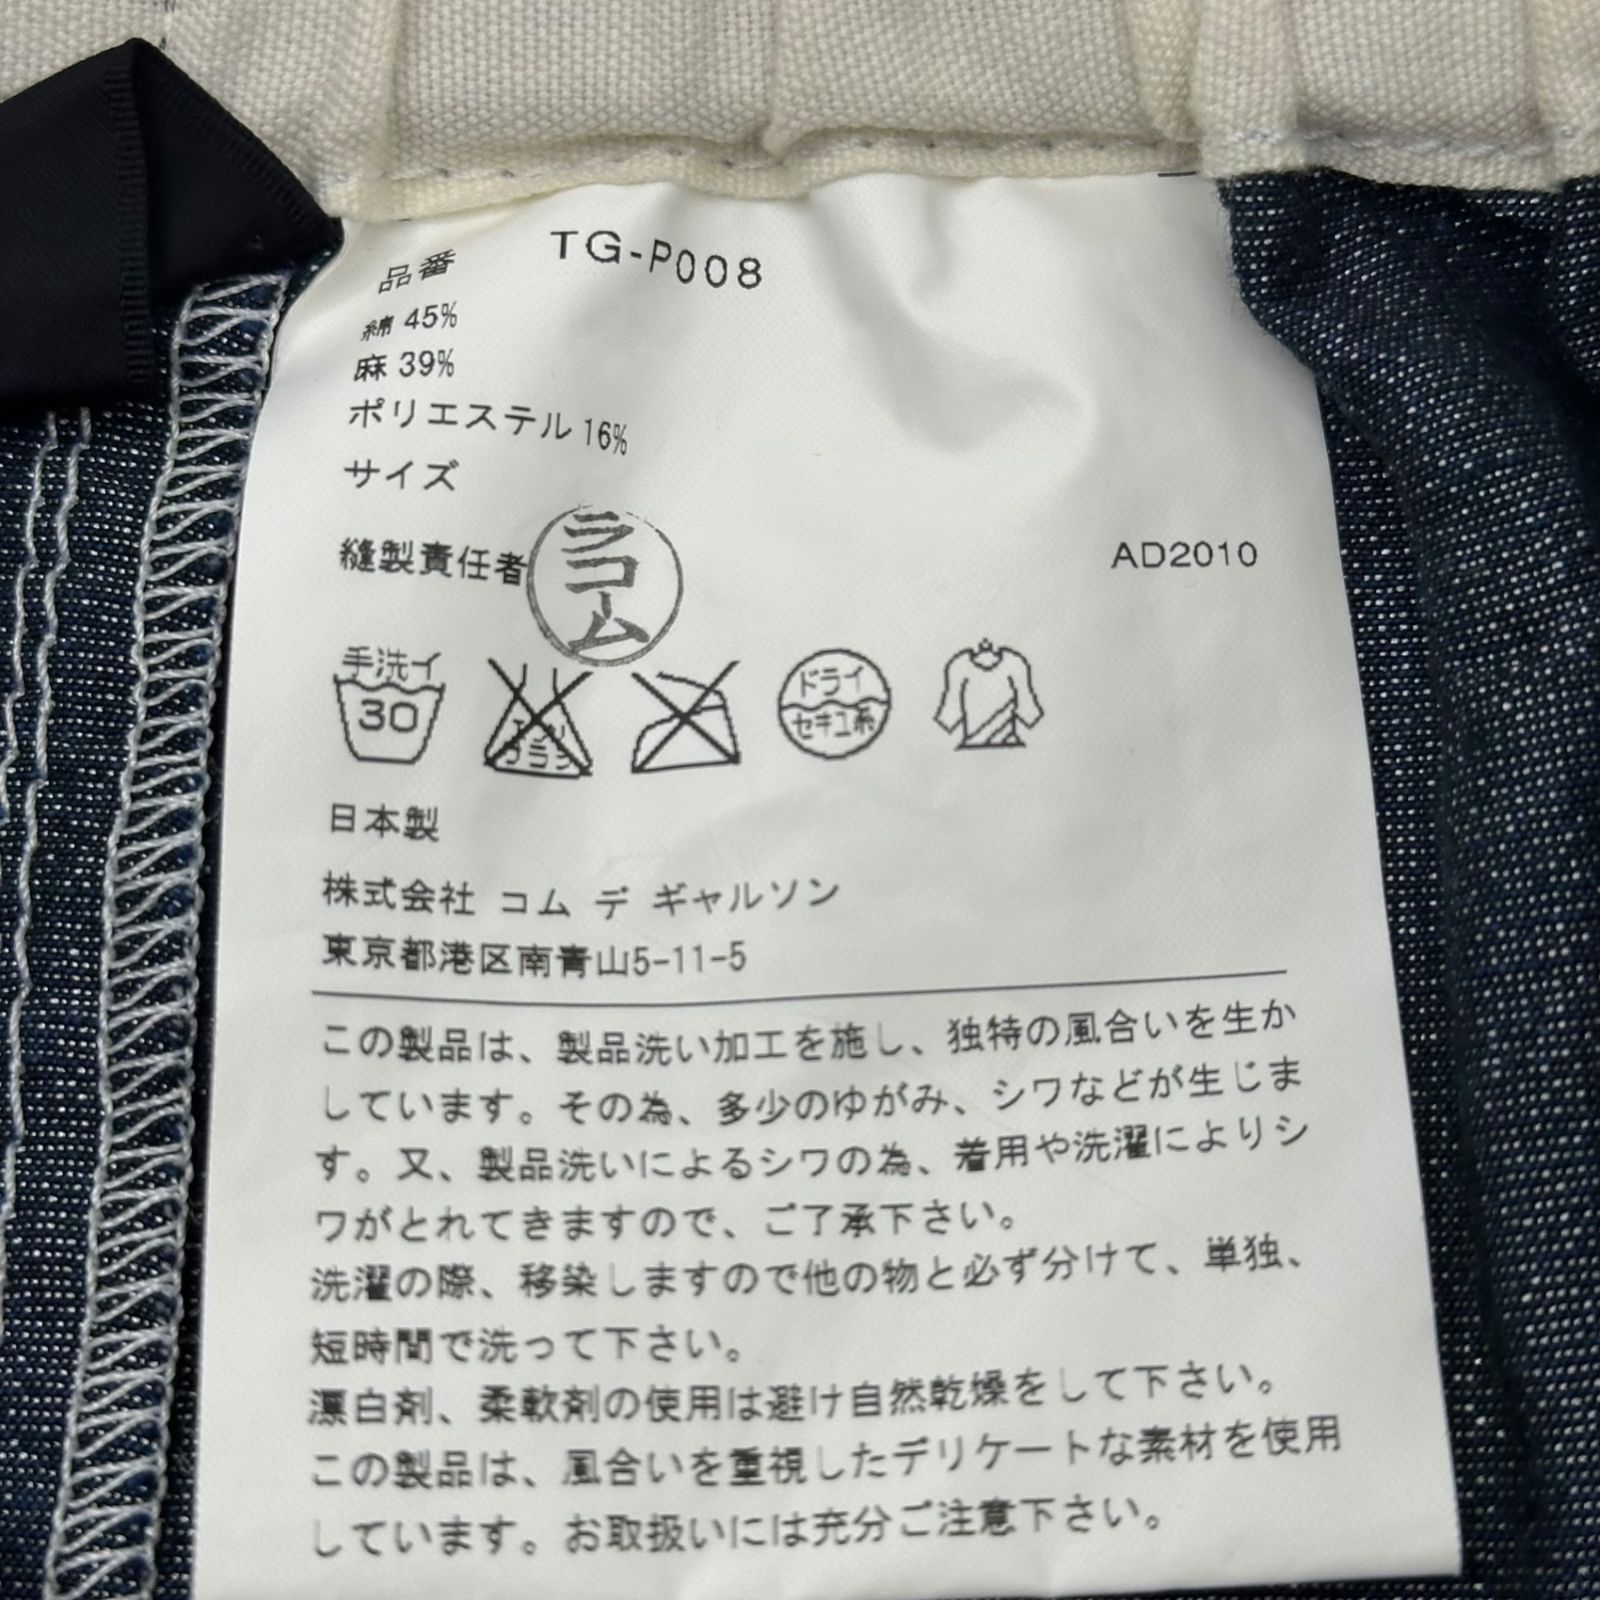 品番 TG-P008
綿 45%
麻 39%
ポリエステル 16%
サイズ
縫製責任者 ラコム
AD2010
手洗イ
30
エンソ
サラシ
ドライ
セキユ系
日本製
株式会社 コム デ ギャルソン
東京都港区南青山5-11-5
この製品は、製品洗い加工を施し、独特の風合いを生か
しています。その為、多少のゆがみ、シワなどが生じま
す。又、製品洗いによるシワの為、着用や洗濯によりシ
ワがとれてきますので、ご了承下さい。
洗濯の際、移染しますので他の物と必ず分けて、単独、
短時間で洗って下さい。
漂白剤、柔軟剤の使用は避け自然乾燥をして下さい。
この製品は、風合いを重視したデリケートな素材を使用
しています。お取扱いには充分ご注意下さい。